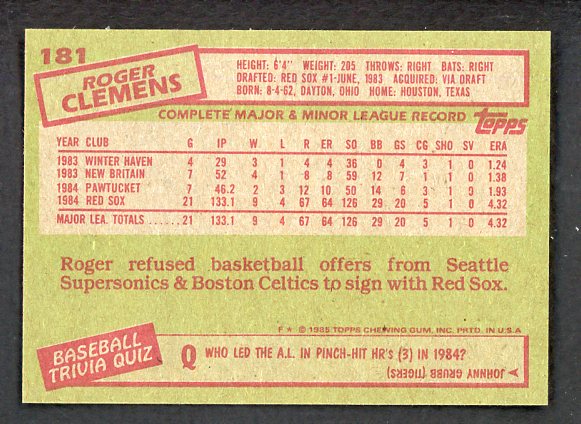 181
ROGER
CLEMENS
HEIGHT: 6'4" WEIGHT: 205 THROWS: RIGHT BATS: RIGHT
DRAFTED: RED SOX #1-JUNE, 1983 ACQUIRED: VIA DRAFT
BORN: 8-4-62, DAYTON, OHIO HOME: HOUSTON, TEXAS
COMPLETE MAJOR & MINOR LEAGUE RECORD topps
YEAR CLUB G IP W L R ER SO BB GS CG SHO SV ERA
1983 WINTER HAVEN 4 29 3 1 4 4 36 0 4 3 1 0 1.24
1983 NEW BRITAIN 7 52 4 1 8 8 59 12 7 1 1 0 1.38
1984 PAWTUCKET 7 46.2 2 3 12 10 50 14 6 3 1 0 1.93
1984 RED SOX 21 133.1 9 4 67 64 126 29 20 5 1 0 4.32
MAJOR LEA. TOTALS ...... 21 133.1 9 4 67 64 126 29 20 5 1 0 4.32
Roger refused basketball offers from Seattle
Supersonics & Boston Celtics to sign with Red Sox.
F★ © 1985 TOPPS CHEWING GUM, INC. PRTD. IN U.S.A.
BASEBALL
TRIVIA QUIZ
Q WHO LED THE A.L. IN PINCH-HIT HR's (3) IN 1984?
A JOHNNY GRUBB (TIGERS)